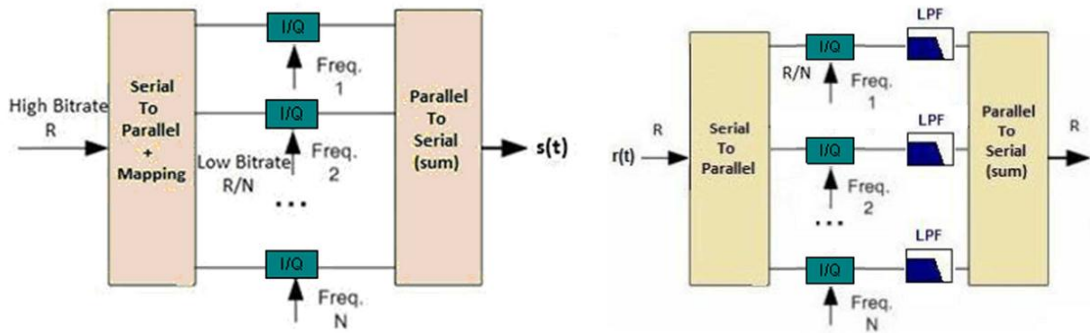 High Bitrate
R
Serial
To
Parallel
+
Mapping
I/Q
Freq.
1
I/Q
Low Bitrate
R/N
Freq.
2
...
I/Q
Freq.
N
Parallel
To
Serial
(sum)
s(t)
R
r(t)
Serial
To
Parallel
I/Q
LPF
R/N
Freq.
1
I/Q
LPF
Freq.
2
...
I/Q
LPF
Freq.
N
Parallel
To
Serial
(sum)
R